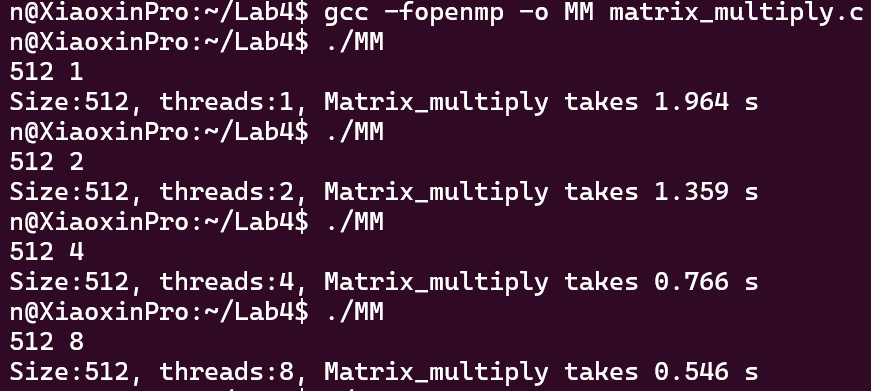 n@XiaoxinPro:~/Lab4$ gcc -fopenmp -o MM matrix_multiply.c
n@XiaoxinPro:~/Lab4$ ./MM
512 1
Size:512, threads:1, Matrix_multiply takes 1.964 s
n@XiaoxinPro:~/Lab4$ ./MM
512 2
Size:512, threads:2, Matrix_multiply takes 1.359 s
n@XiaoxinPro:~/Lab4$ ./MM
512 4
Size:512, threads:4, Matrix_multiply takes 0.766 s
n@XiaoxinPro:~/Lab4$ ./MM
512 8
Size:512, threads:8, Matrix_multiply takes 0.546 s